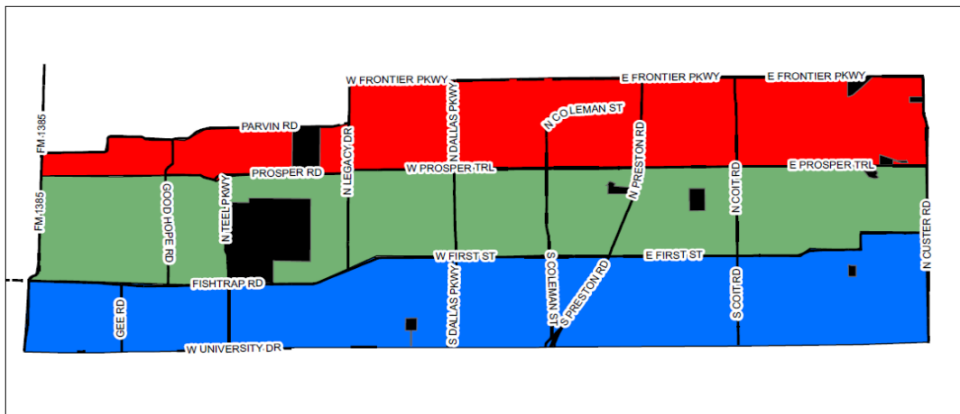 W FRONTIER PKWY
E FRONTIER PKWY
E FRONTIER PKWY
N COLEMAN ST
N DALLAS PKWY
FM-1385
PARVIN RD
N LEGACY DR
N PRESTON RD
PROSPER RD
W PROSPER TRL
E PROSPER TRL
FM-1385
GOOD HOPE RD
N TEEL PKWY
N COIT RD
N CUSTER RD
W FIRST ST
E FIRST ST
FISHTRAP RD
GEE RD
S DALLAS PKWY
S COLEMAN ST
S PRESTON RD
S COIT RD
W UNIVERSITY DR